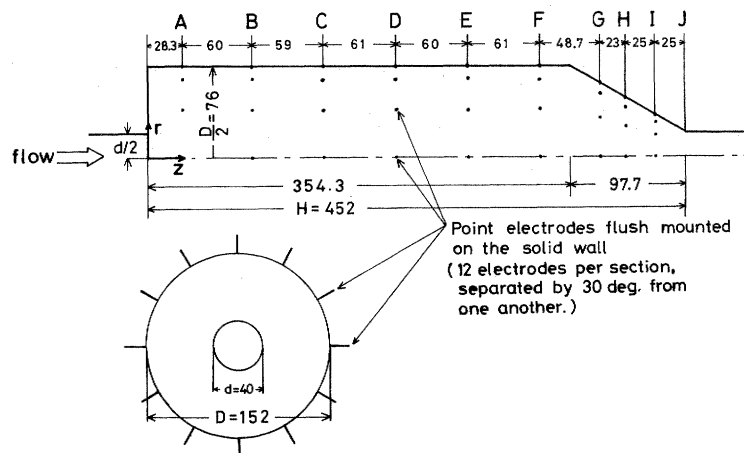 A B C D E F G H I J
28.3 60 59 61 60 61 48.7 23 25 25
D/2 = 76
r
d/2
flow
z
354.3 97.7
H = 452
Point electrodes flush mounted
on the solid wall
( 12 electrodes per section,
separated by 30 deg. from
one another. )
d=40
D=152